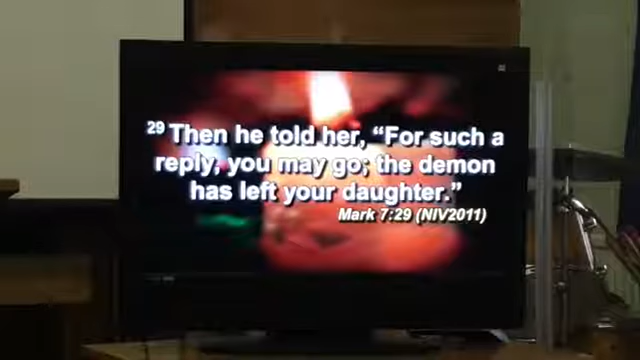 29 Then he told her, “For such a
reply, you may go; the demon
has left your daughter.”
Mark 7:29 (NIV2011)